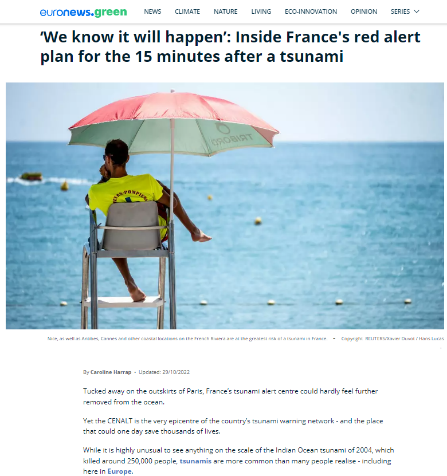 euronews.green NEWS CLIMATE NATURE LIVING ECO-INNOVATION OPINION SERIES
‘We know it will happen’: Inside France's red alert
plan for the 15 minutes after a tsunami
Nice, as well as Antibes, Cannes and other coastal locations on the French Riviera are at the greatest risk of a tsunami in France. • Copyright REUTERS/Xavier Duvot / Hans Lucas
By Caroline Harrap • Updated: 29/10/2022
Tucked away on the outskirts of Paris, France's tsunami alert centre could hardly feel further
removed from the ocean.
Yet the CENALT is the very epicentre of the country's tsunami warning network - and the place
that could one day save thousands of lives.
While it is highly unusual to see anything on the scale of the Indian Ocean tsunami of 2004, which
killed around 250,000 people, tsunamis are more common than many people realise - including
here in Europe.